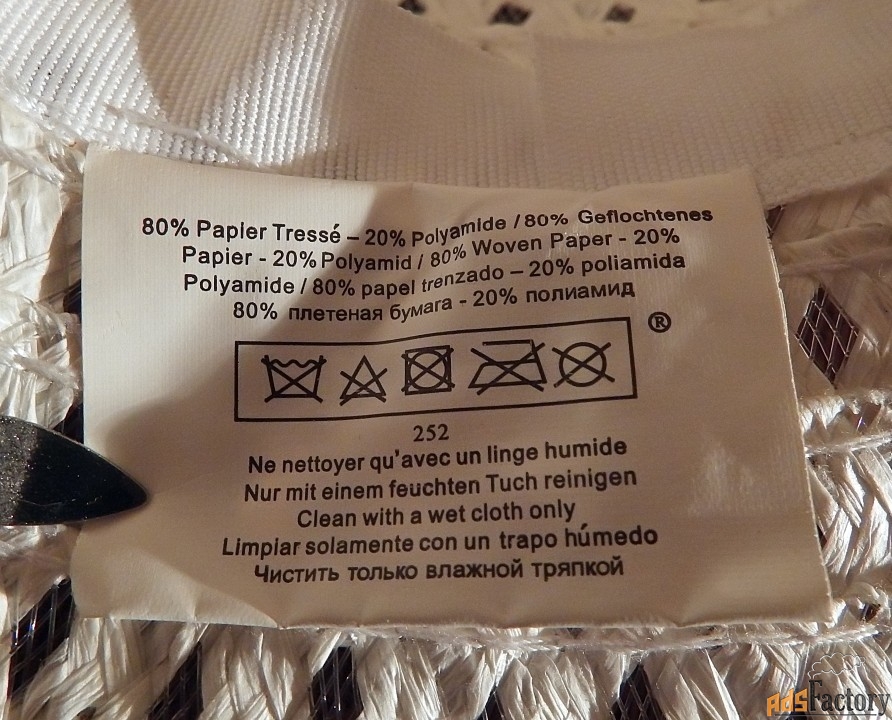 80% Papier Tressé – 20% Polyamide / 80% Geflochtenes
Papier - 20% Polyamid / 80% Woven Paper - 20%
Polyamide / 80% papel trenzado – 20% poliamida
80% плетеная бумага - 20% полиамид
®
252
Ne nettoyer qu'avec un linge humide
Nur mit einem feuchten Tuch reinigen
Clean with a wet cloth only
Limpiar solamente con un trapo húmedo
Чистить только влажной тряпкой
AdsFactory